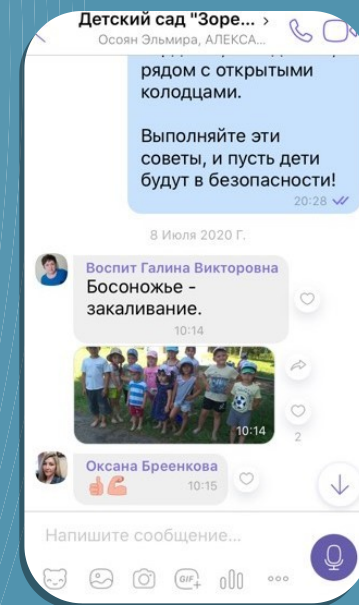 Детский сад "Зоре...
Осоян Эльмира, АЛЕКСА...
рядом с открытыми
колодцами.
Выполняйте эти
советы, и пусть дети
будут в безопасности!
20:28
8 Июля 2020 Г.
Воспит Галина Викторовна
Босоножье -
закаливание.
10:14
10:14
2
Оксана Бреенкова
10:15
Напишите сообщение...
GIF